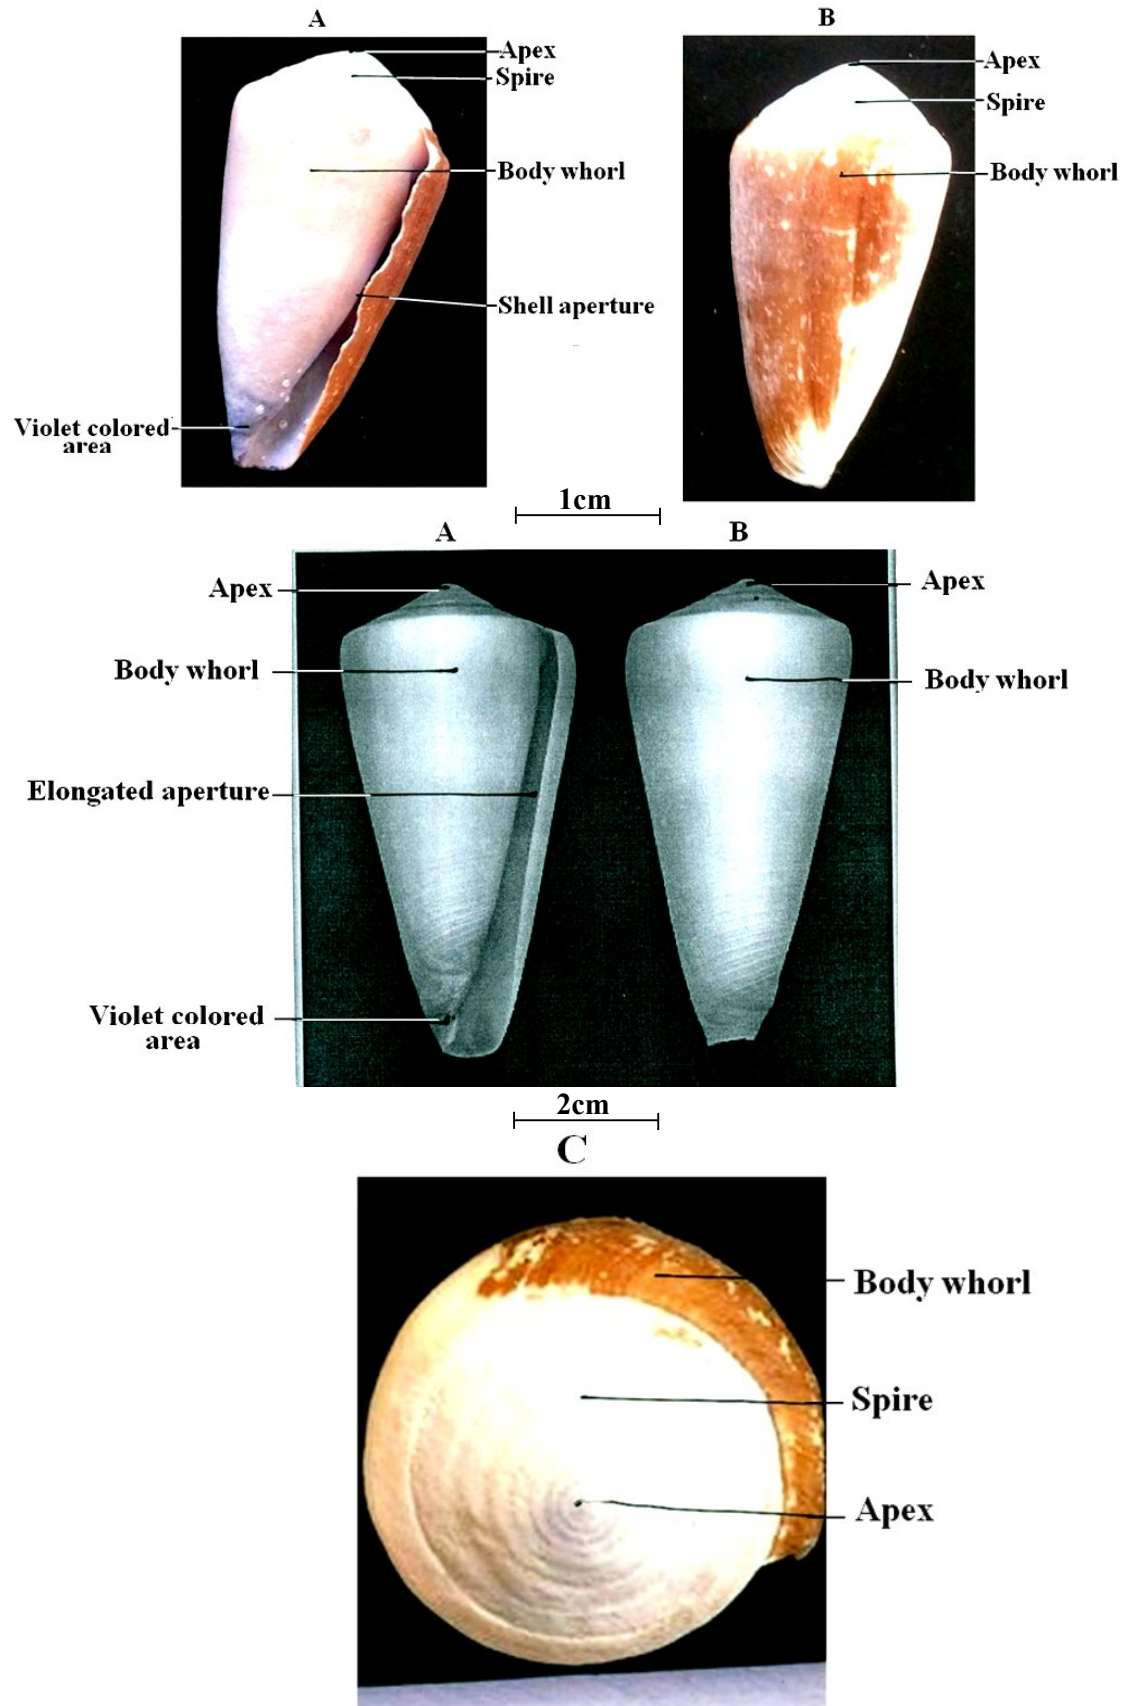 A
B
Apex
Spire
Body whorl
Shell aperture
Violet colored
area
Apex
Spire
Body whorl
1cm
A
B
Apex
Body whorl
Elongated aperture
Violet colored
area
Apex
Body whorl
2cm
C
Body whorl
Spire
Apex